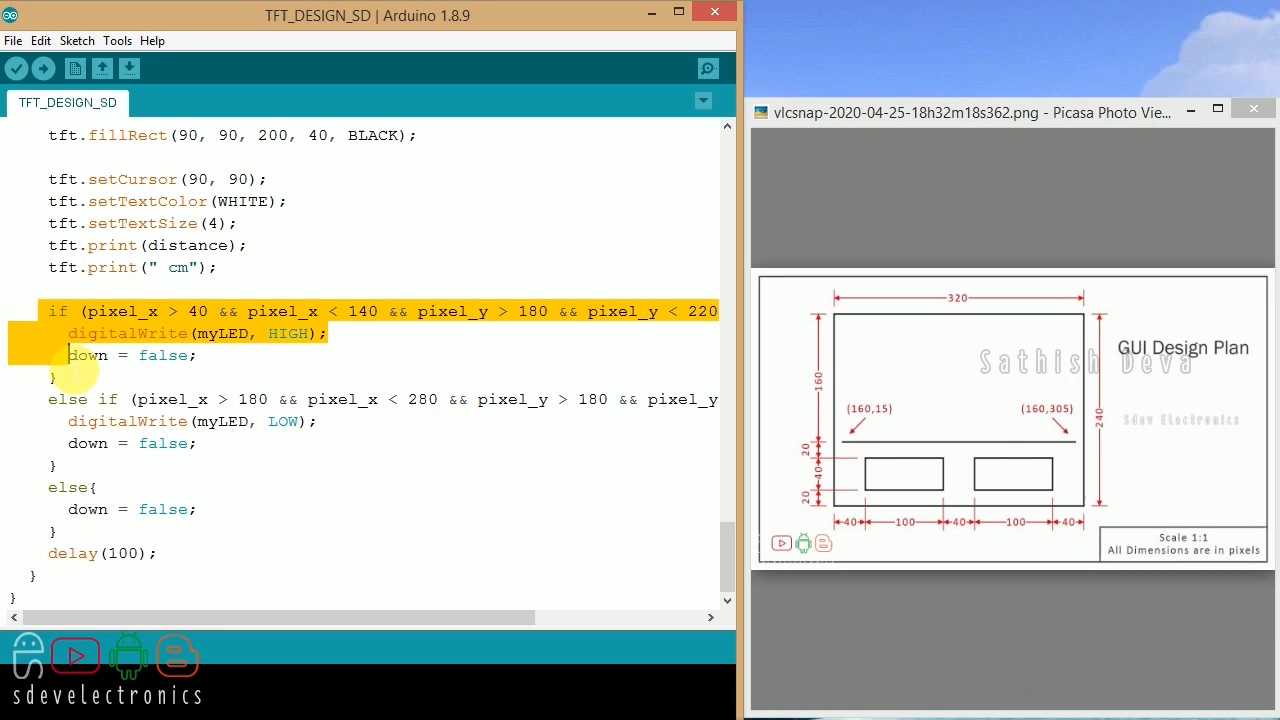 TFT_DESIGN_SD | Arduino 1.8.9
File Edit Sketch Tools Help
TFT_DESIGN_SD
tft.fillRect(90, 90, 200, 40, BLACK);
tft.setCursor(90, 90);
tft.setTextColor(WHITE);
tft.setTextSize(4);
tft.print(distance);
tft.print(" cm");
if (pixel_x > 40 && pixel_x < 140 && pixel_y > 180 && pixel_y < 220
digitalWrite(myLED, HIGH);
down = false;
}
else if (pixel_x > 180 && pixel_x < 280 && pixel_y > 180 && pixel_y
digitalWrite(myLED, LOW);
down = false;
}
else{
down = false;
}
delay(100);
}
}
sdevelectronics
vlcsnap-2020-04-25-18h32m18s362.png - Picasa Photo Vie...
320
GUI Design Plan
Sathish Deva
160
(160,15) (160,305)
Sdev Electronics
240
20
40
20
40 100 40 100 40
Scale 1:1
All Dimensions are in pixels